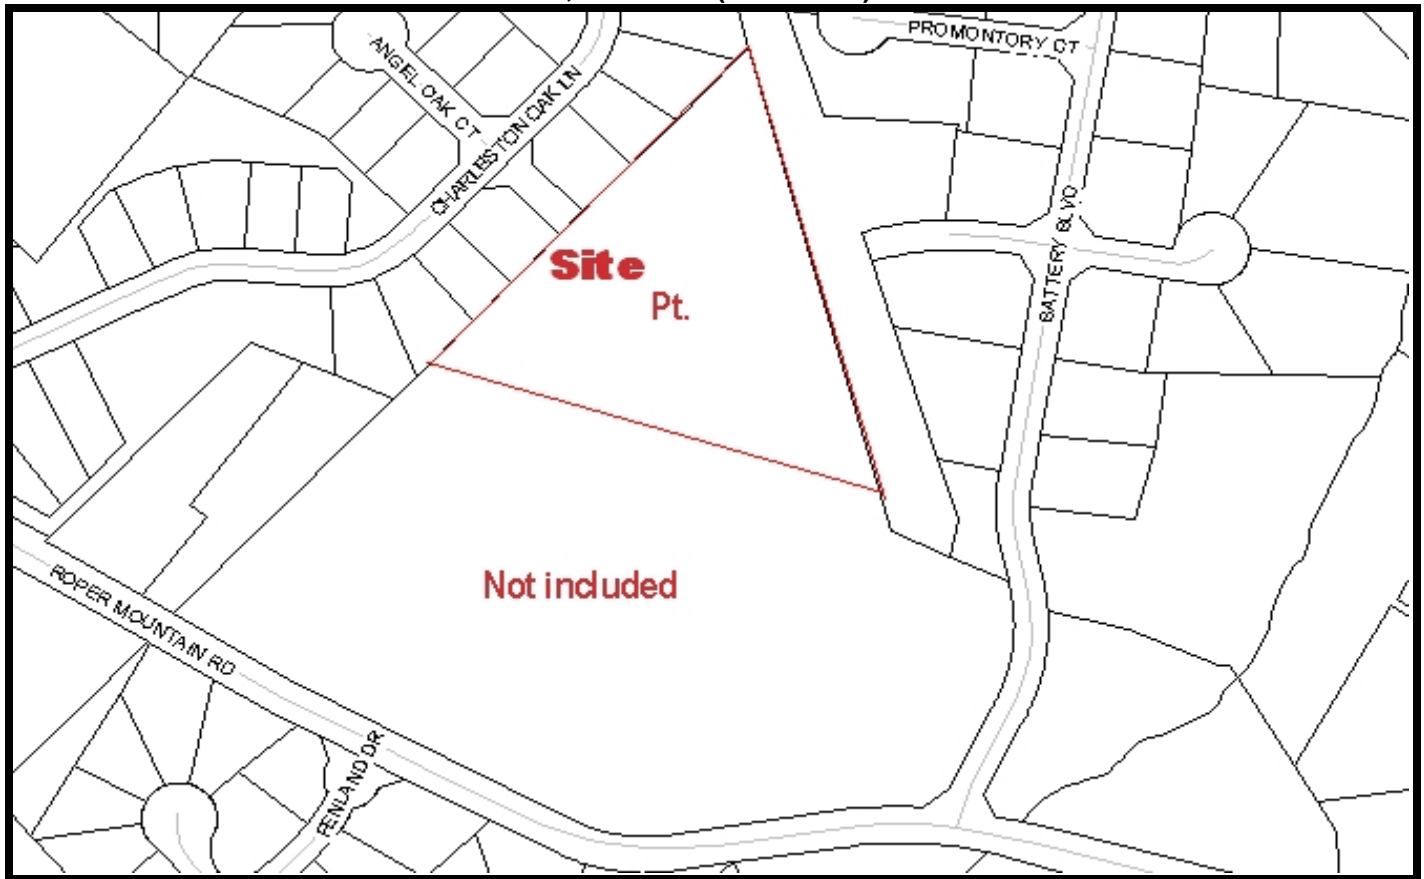 PROMONTORY CT
ANGEL OAK CT
CHARLESTON OAK LN
BATTERY BLVD
Site
Pt.
Not included
ROPER MOUNTAIN RD
FENLAND DR